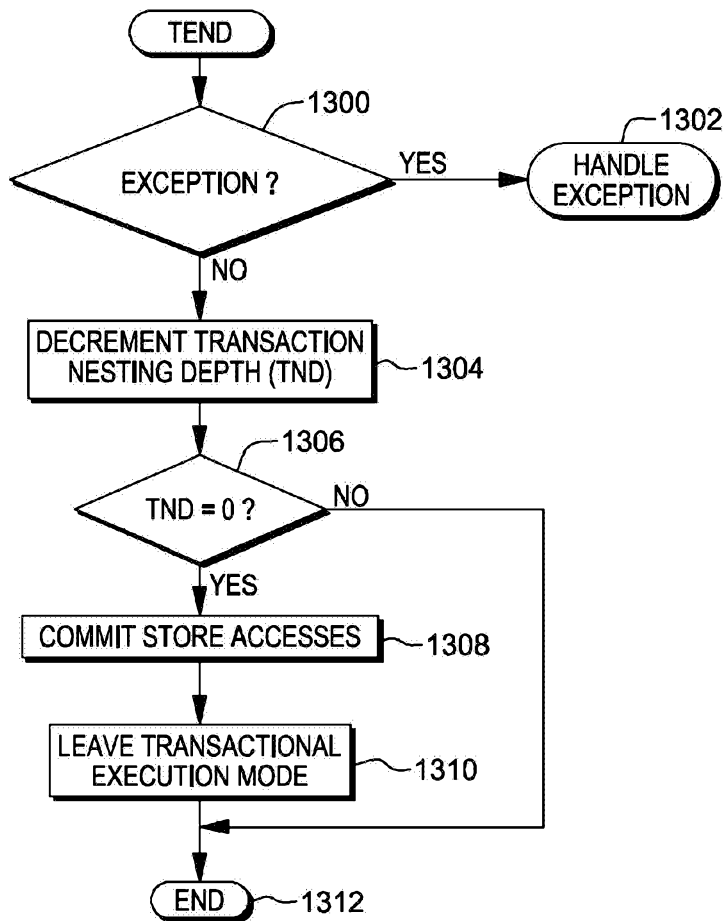 TEND
1300
1302
EXCEPTION ?
YES
HANDLE
EXCEPTION
NO
DECREMENT TRANSACTION
NESTING DEPTH (TND)
1304
1306
TND = 0 ?
NO
YES
COMMIT STORE ACCESSES
1308
LEAVE TRANSACTIONAL
EXECUTION MODE
1310
END
1312